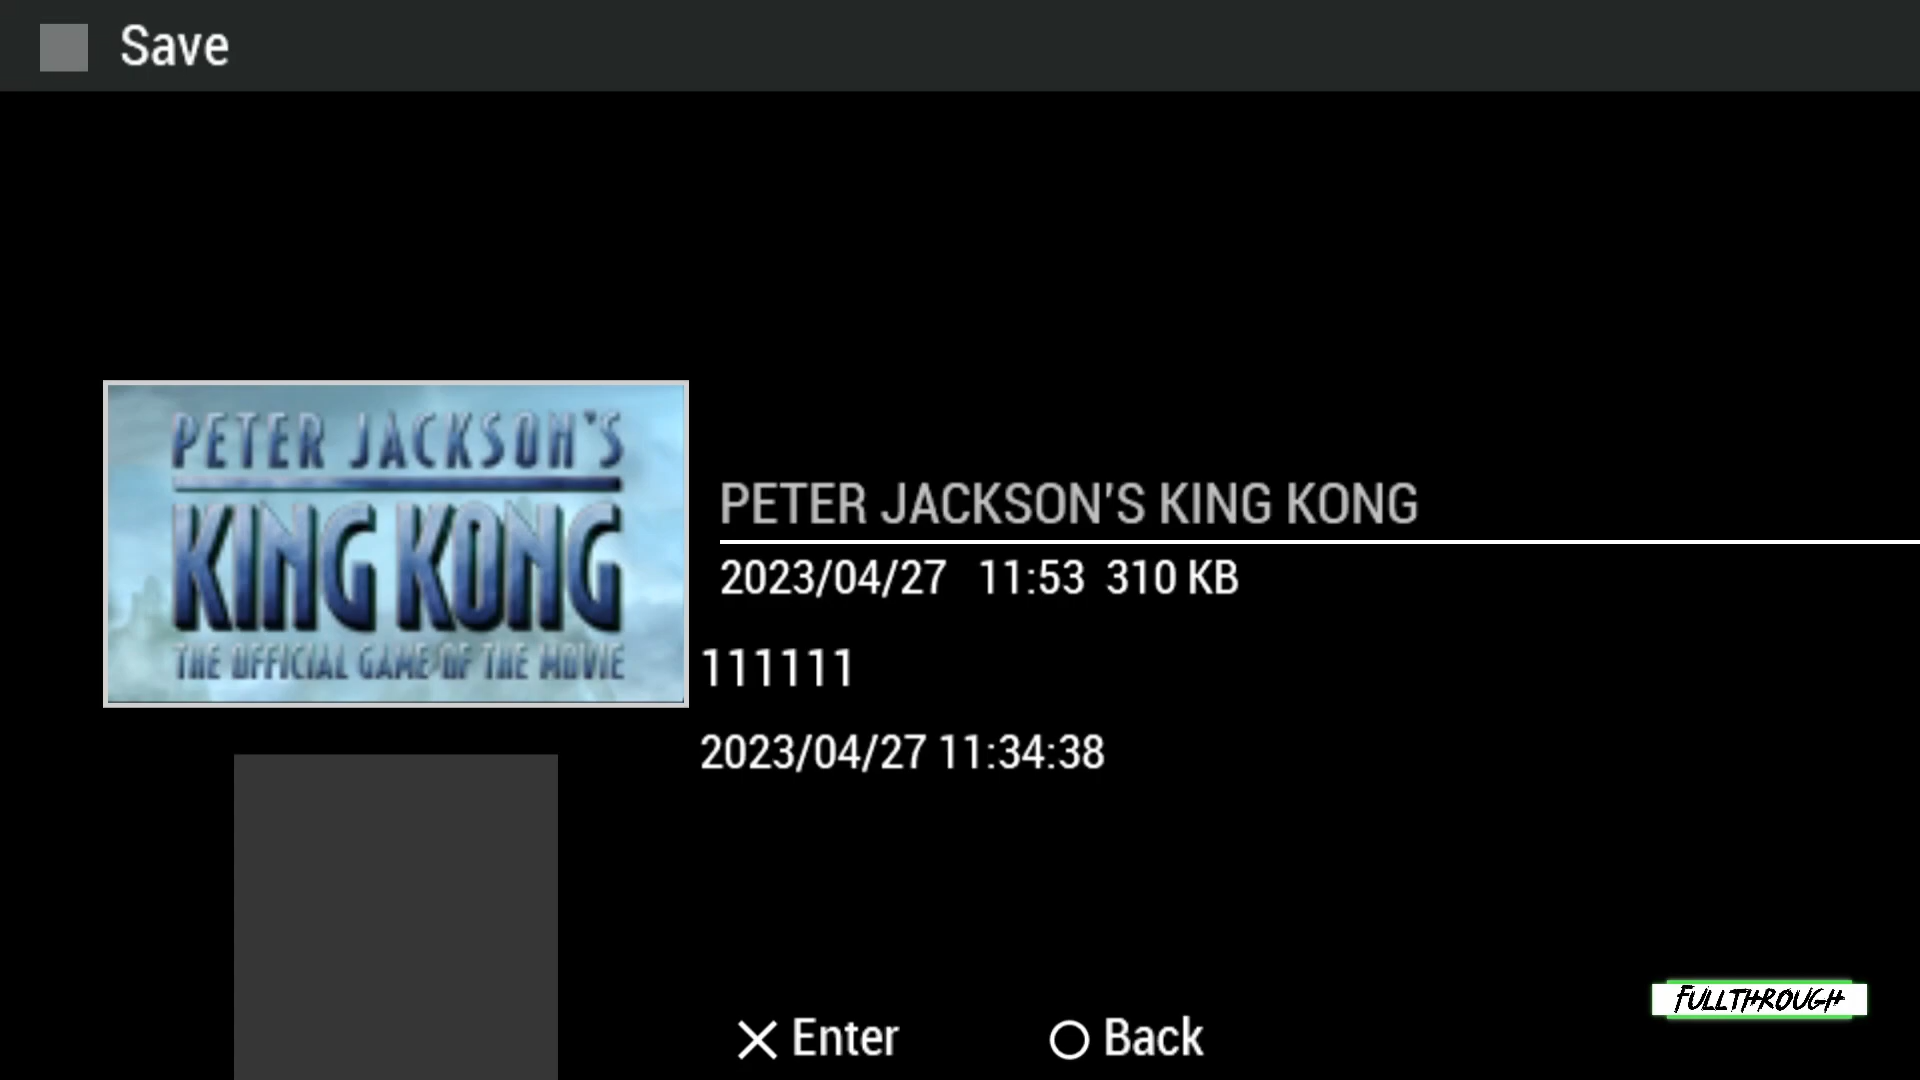 Save
PETER JACKSON'S
KING KONG
THE OFFICIAL GAME OF THE MOVIE
PETER JACKSON'S KING KONG
2023/04/27 11:53 310 KB
111111
2023/04/27 11:34:38
Enter
Back
FULLTHROUGH